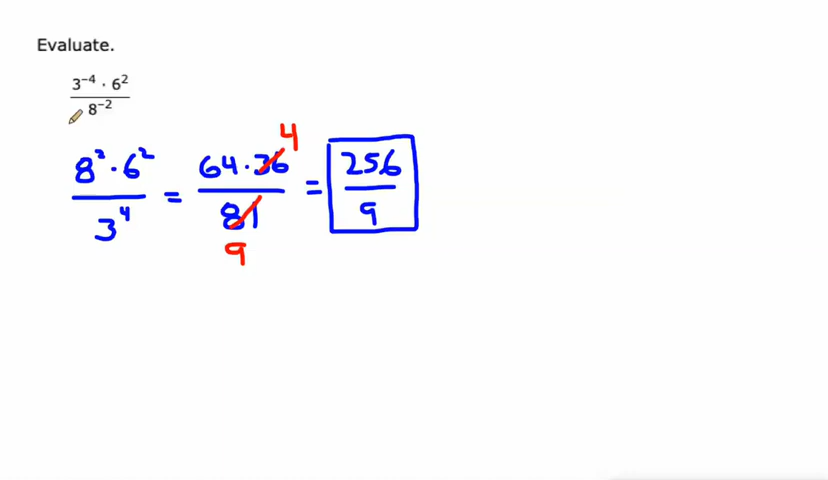 Evaluate.
3⁻⁴ · 6²
8⁻²
4
8² · 6² = 64 · 36 = 256
3⁴ 81 9
9